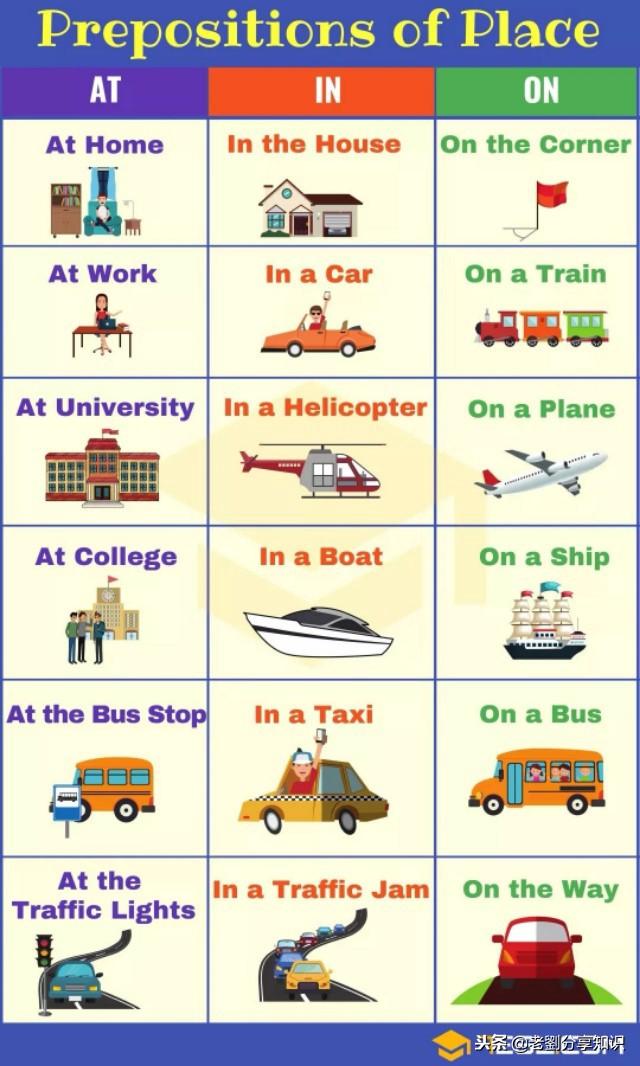 Prepositions of Place
AT IN ON
At Home In the House On the Corner
At Work In a Car On a Train
At University In a Helicopter On a Plane
At College In a Boat On a Ship
At the Bus Stop In a Taxi On a Bus
At the
Traffic Lights
In a Traffic Jam On the Way
头条 @老劉分享知识